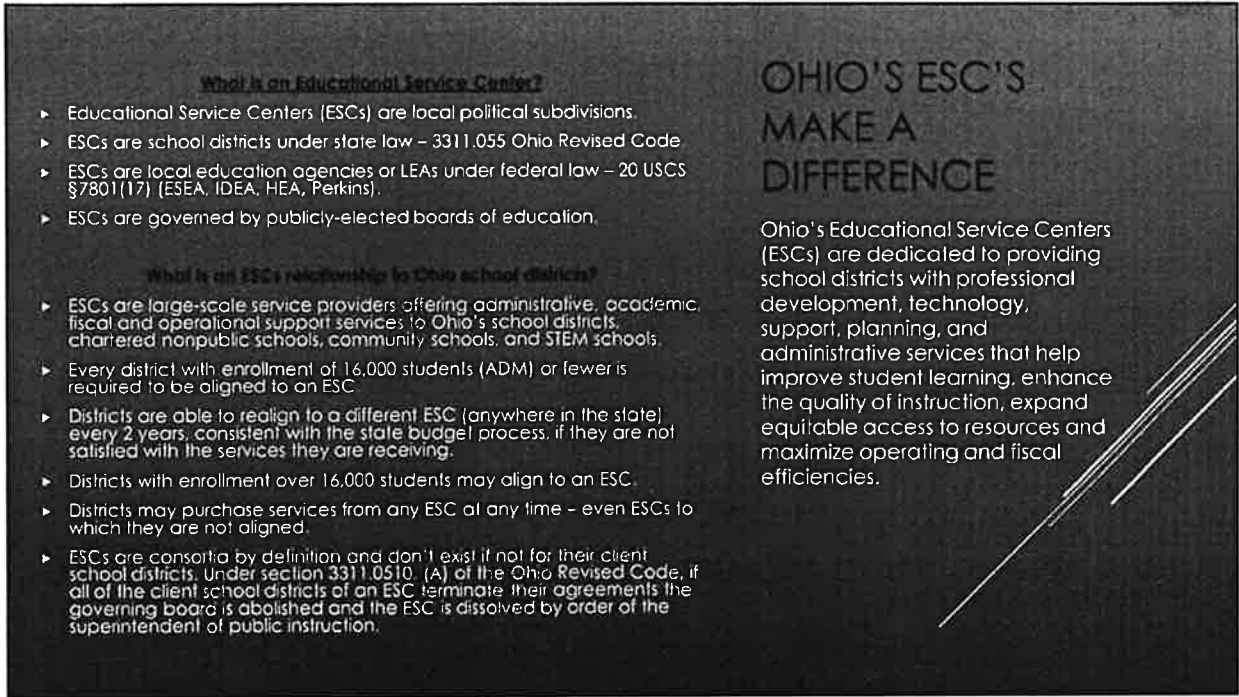 What is an Educational Service Center?
▸ Educational Service Centers (ESCs) are local political subdivisions.
▸ ESCs are school districts under state law – 3311.055 Ohio Revised Code
▸ ESCs are local education agencies or LEAs under federal law – 20 USCS
§7801(17) (ESEA, IDEA, HEA, Perkins).
▸ ESCs are governed by publicly-elected boards of education.
What is an ESCs relationship to Ohio school districts?
▸ ESCs are large-scale service providers offering administrative, academic,
fiscal and operational support services to Ohio's school districts,
chartered nonpublic schools, community schools, and STEM schools.
▸ Every district with enrollment of 16,000 students (ADM) or fewer is
required to be aligned to an ESC
▸ Districts are able to realign to a different ESC (anywhere in the state)
every 2 years, consistent with the state budget process, if they are not
satisfied with the services they are receiving.
▸ Districts with enrollment over 16,000 students may align to an ESC.
▸ Districts may purchase services from any ESC at any time – even ESCs to
which they are not aligned.
▸ ESCs are consortia by definition and don't exist if not for their client
school districts. Under section 3311.0510 (A) of the Ohio Revised Code, if
all of the client school districts of an ESC terminate their agreements the
governing board is abolished and the ESC is dissolved by order of the
superintendent of public instruction.
OHIO'S ESC'S
MAKE A
DIFFERENCE
Ohio's Educational Service Centers
(ESCs) are dedicated to providing
school districts with professional
development, technology,
support, planning, and
administrative services that help
improve student learning, enhance
the quality of instruction, expand
equitable access to resources and
maximize operating and fiscal
efficiencies.